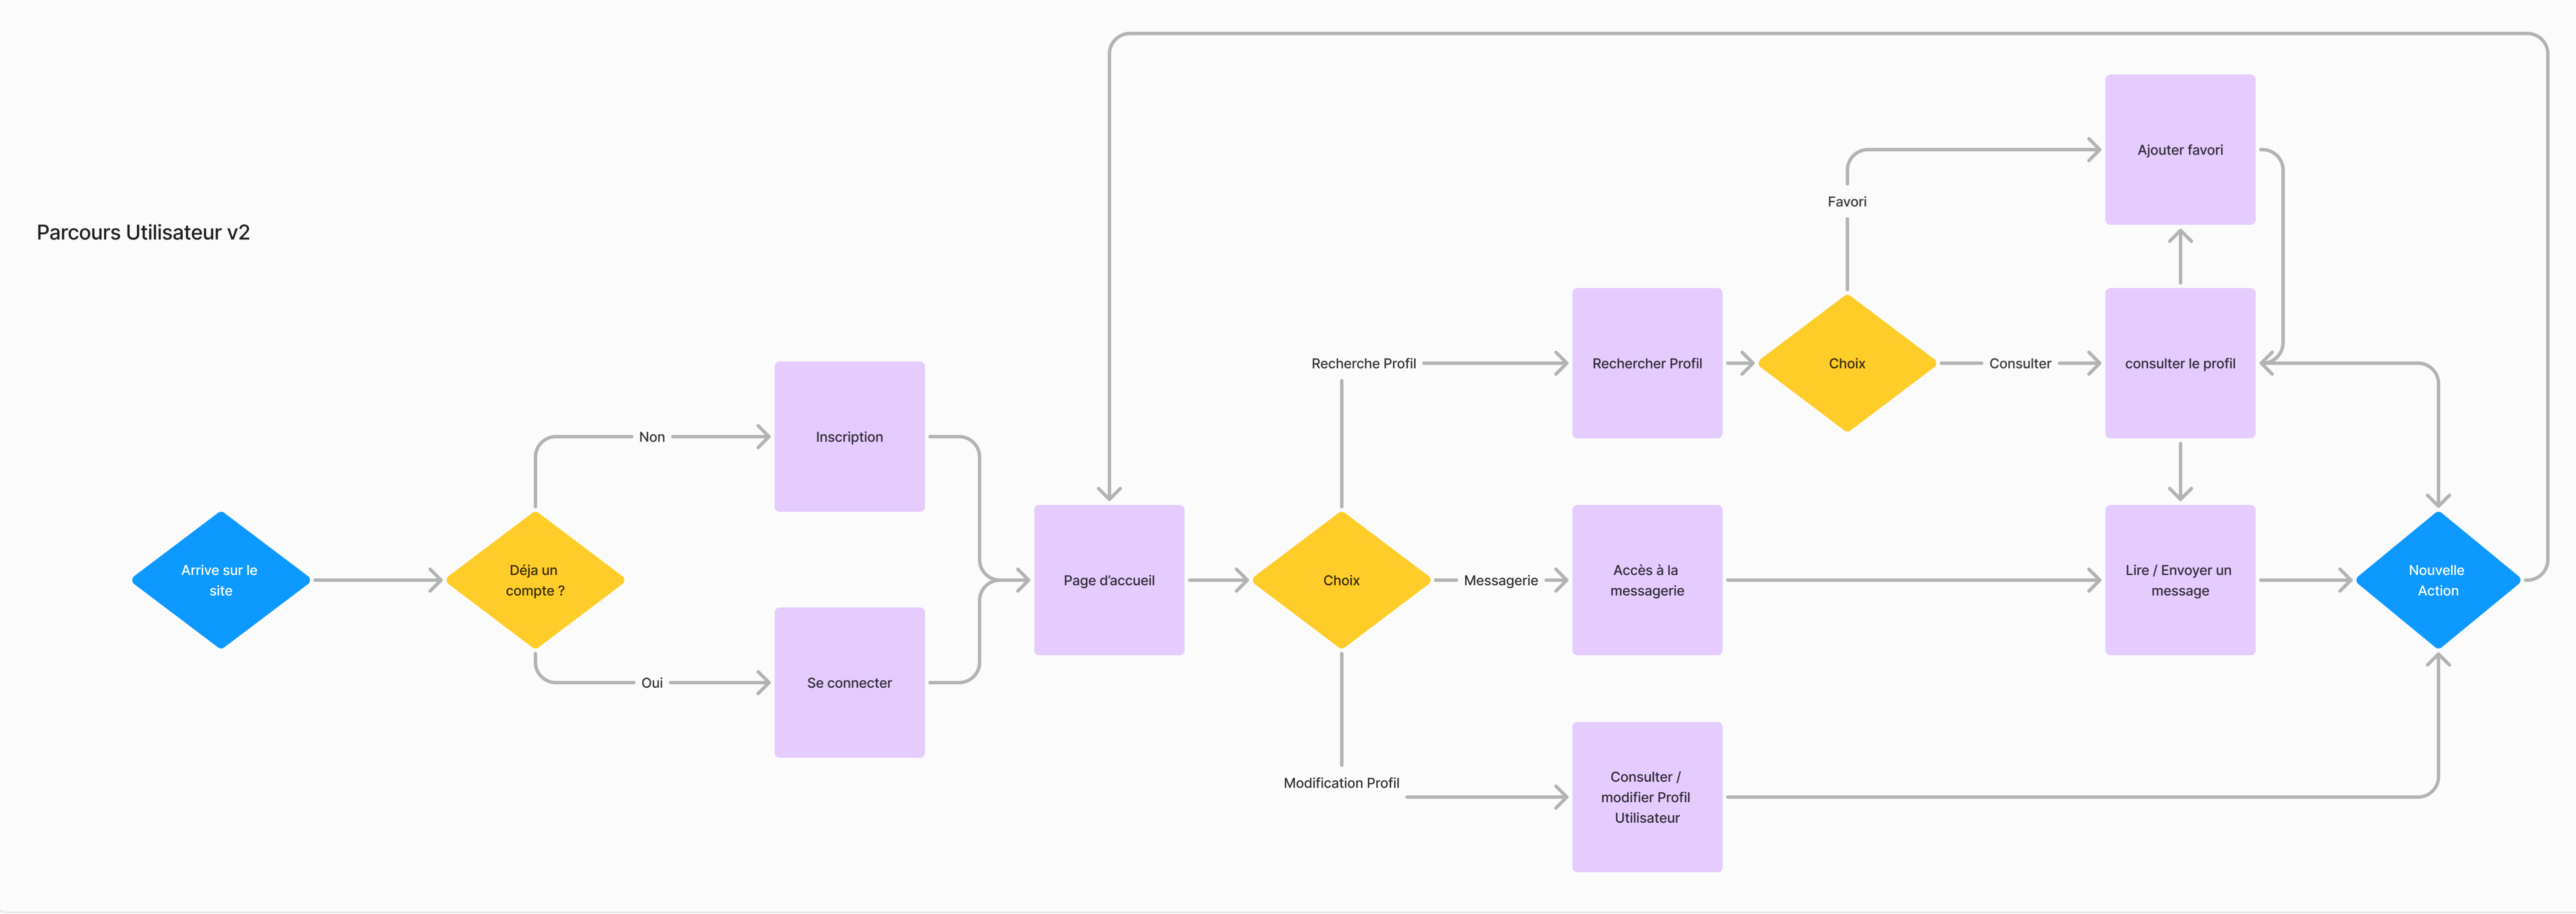 Parcours Utilisateur v2
Arrive sur le
site
Déja un
compte ?
Non
Inscription
Oui
Se connecter
Page d’accueil
Choix
Recherche Profil
Rechercher Profil
Choix
Favori
Ajouter favori
Consulter
consulter le profil
Messagerie
Accès à la
messagerie
Lire / Envoyer un
message
Nouvelle
Action
Modification Profil
Consulter /
modifier Profil
Utilisateur